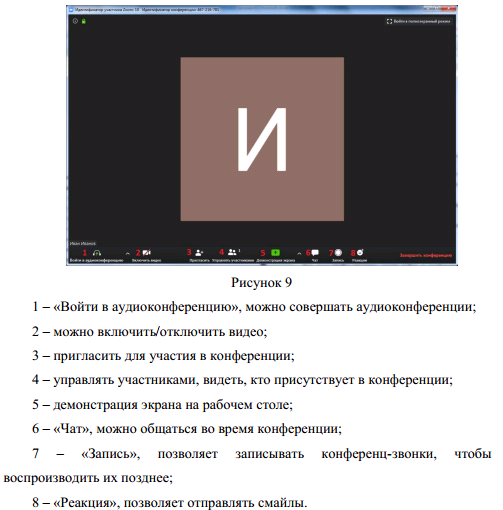 Идентификатор участника Zoom 10 Идентификатор конференции: 487-216-781
Войти в полноэкранный режим
И
Иван Иванов
1 2 3 4 1 5 6 7 8
Войти в аудиоконференцию Включить видео Пригласить Управлять участниками Демонстрация экрана Чат Запись Реакции Завершить конференцию
Рисунок 9
1 – «Войти в аудиоконференцию», можно совершать аудиоконференции;
2 – можно включить/отключить видео;
3 – пригласить для участия в конференции;
4 – управлять участниками, видеть, кто присутствует в конференции;
5 – демонстрация экрана на рабочем столе;
6 – «Чат», можно общаться во время конференции;
7 – «Запись», позволяет записывать конференц-звонки, чтобы
воспроизводить их позднее;
8 – «Реакция», позволяет отправлять смайлы.